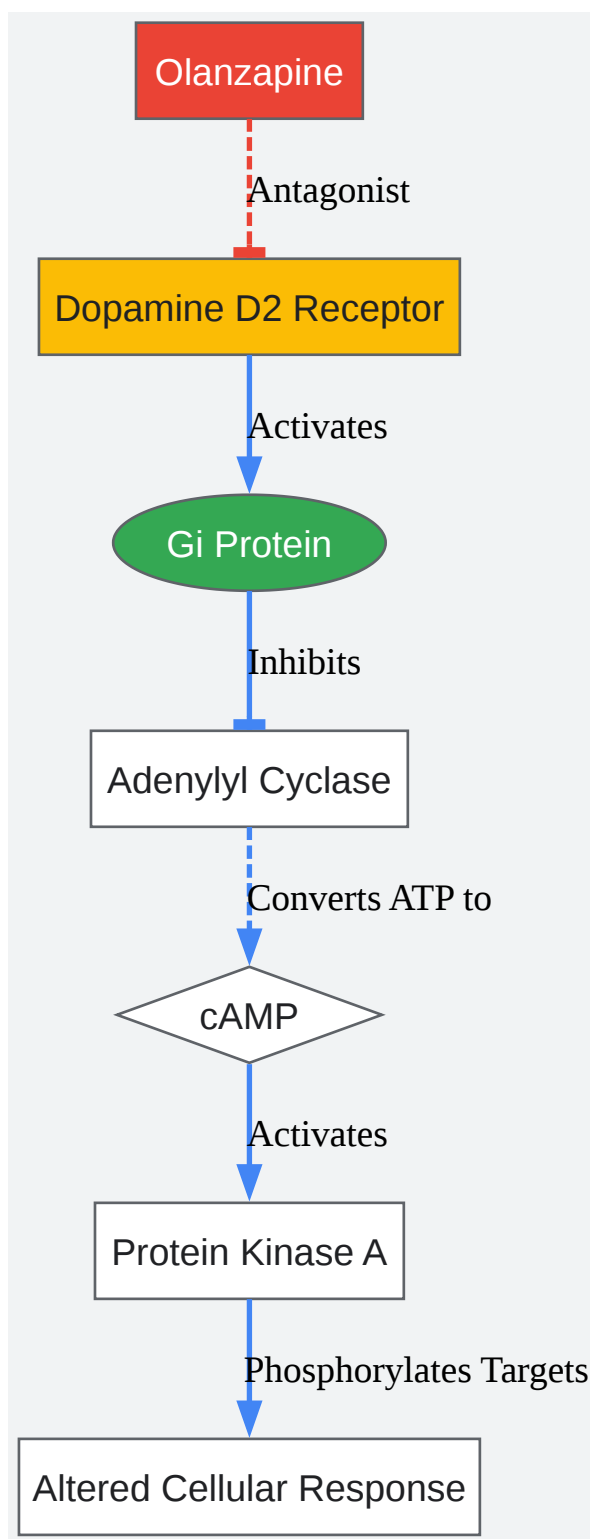 Olanzapine
Antagonist
Dopamine D2 Receptor
Activates
Gi Protein
Inhibits
Adenylyl Cyclase
Converts ATP to
cAMP
Activates
Protein Kinase A
Phosphorylates Targets
Altered Cellular Response